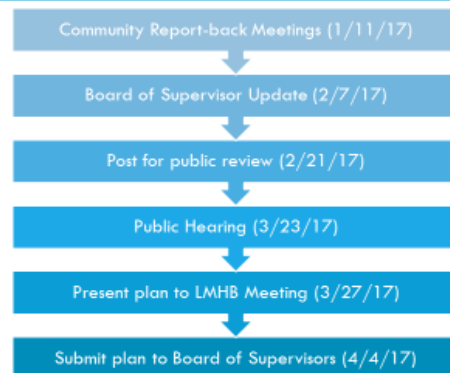 Community Report-back Meetings (1/11/17)
Board of Supervisor Update (2/7/17)
Post for public review (2/21/17)
Public Hearing (3/23/17)
Present plan to LMHB Meeting (3/27/17)
Submit plan to Board of Supervisors (4/4/17)